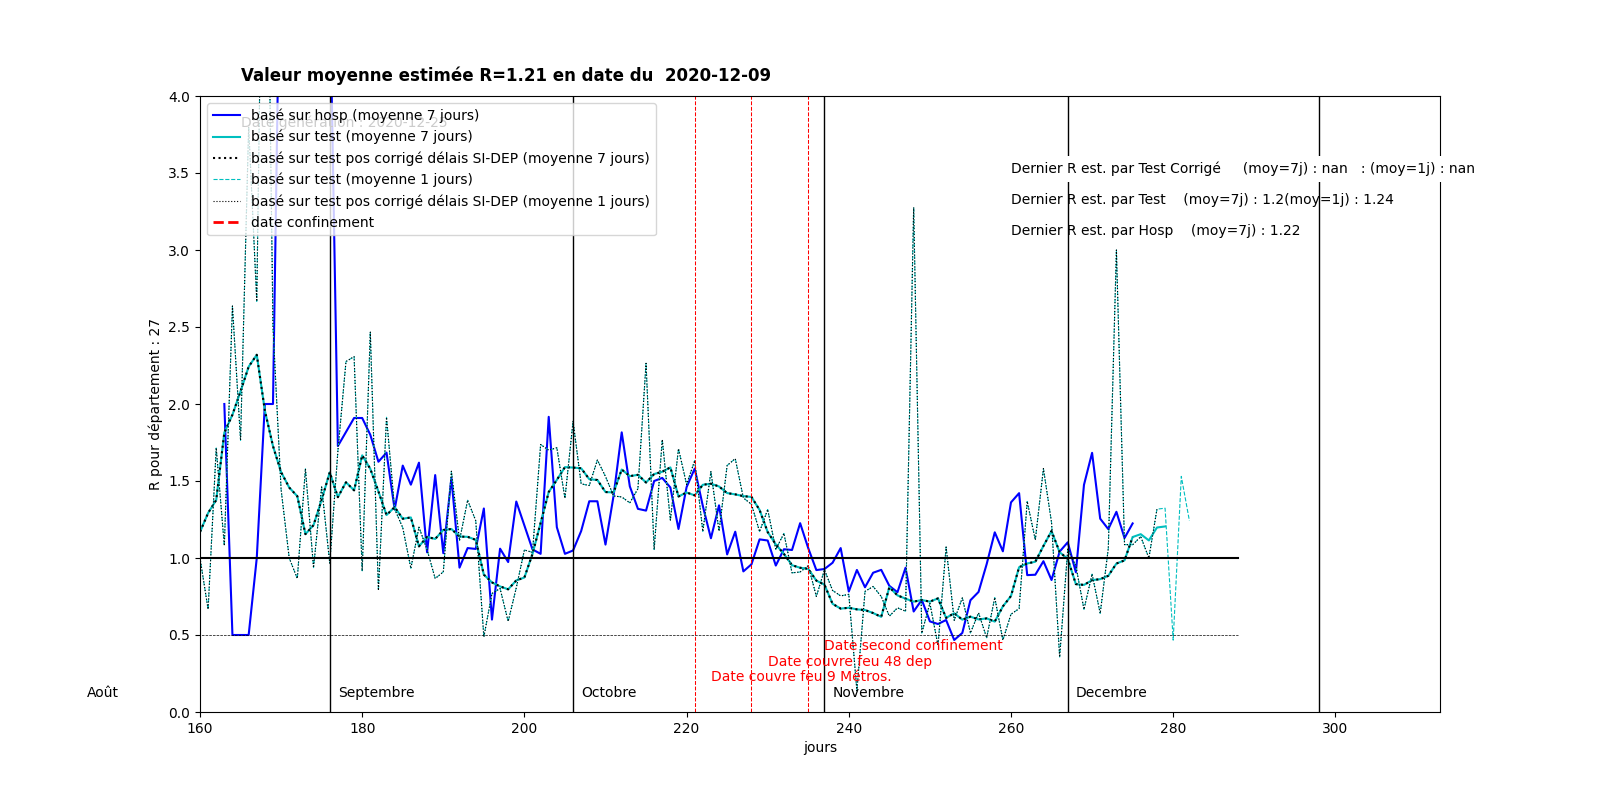 Valeur moyenne estimée R=1.21 en date du  2020-12-09
4.0
3.5
3.0
2.5
2.0
1.5
1.0
0.5
0.0
R pour département : 27
basé sur hosp (moyenne 7 jours)
basé sur test (moyenne 7 jours)
basé sur test pos corrigé délais SI-DEP (moyenne 7 jours)
basé sur test (moyenne 1 jours)
basé sur test pos corrigé délais SI-DEP (moyenne 1 jours)
date confinement
Dernier R est. par Test Corrigé     (moy=7j) : nan   : (moy=1j) : nan
Dernier R est. par Test    (moy=7j) : 1.2(moy=1j) : 1.24
Dernier R est. par Hosp    (moy=7j) : 1.22
Date second confinement
Date couvre feu 48 dep
Date couvre feu 9 Métros.
Août Septembre Octobre Novembre Decembre
160 180 200 220 240 260 280 300
jours